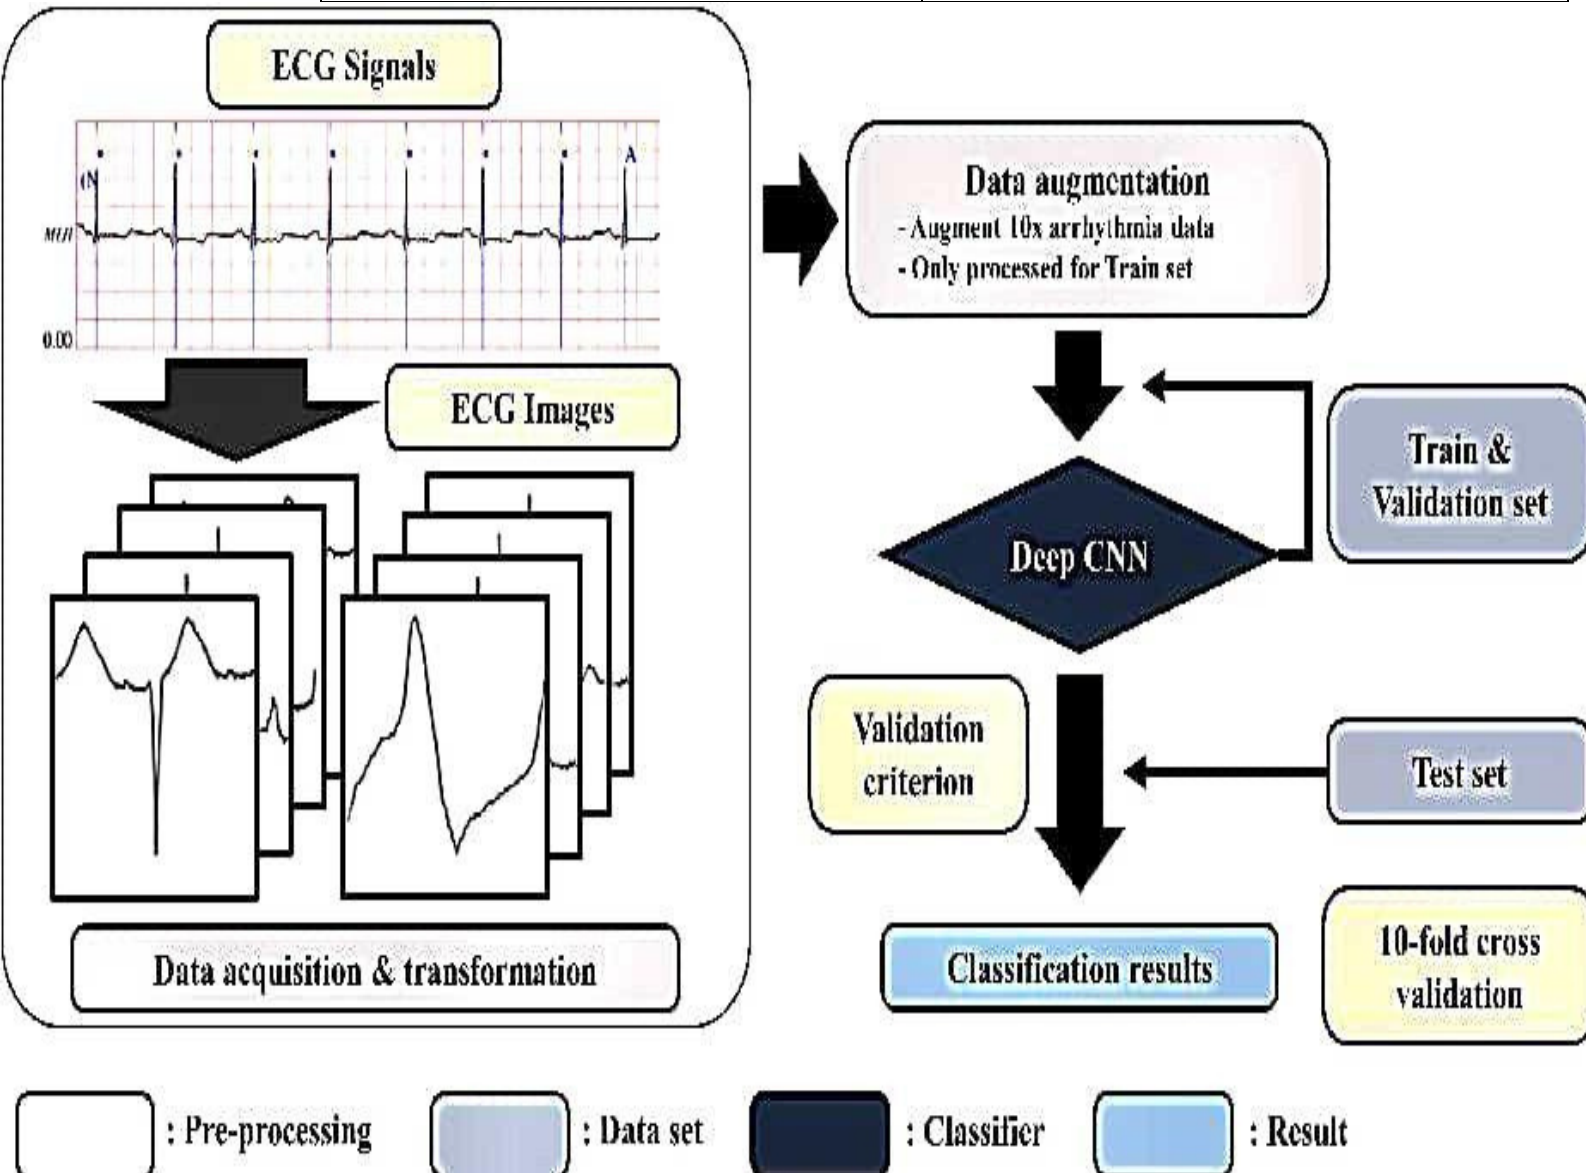 ECG Signals
(N
A
MLII
0.00
ECG Images
Data acquisition & transformation
Data augmentation
- Augment 10x arrhythmia data
- Only processed for Train set
Train &
Validation set
Deep CNN
Validation
criterion
Test set
Classification results
10-fold cross
validation
: Pre-processing
: Data set
: Classifier
: Result